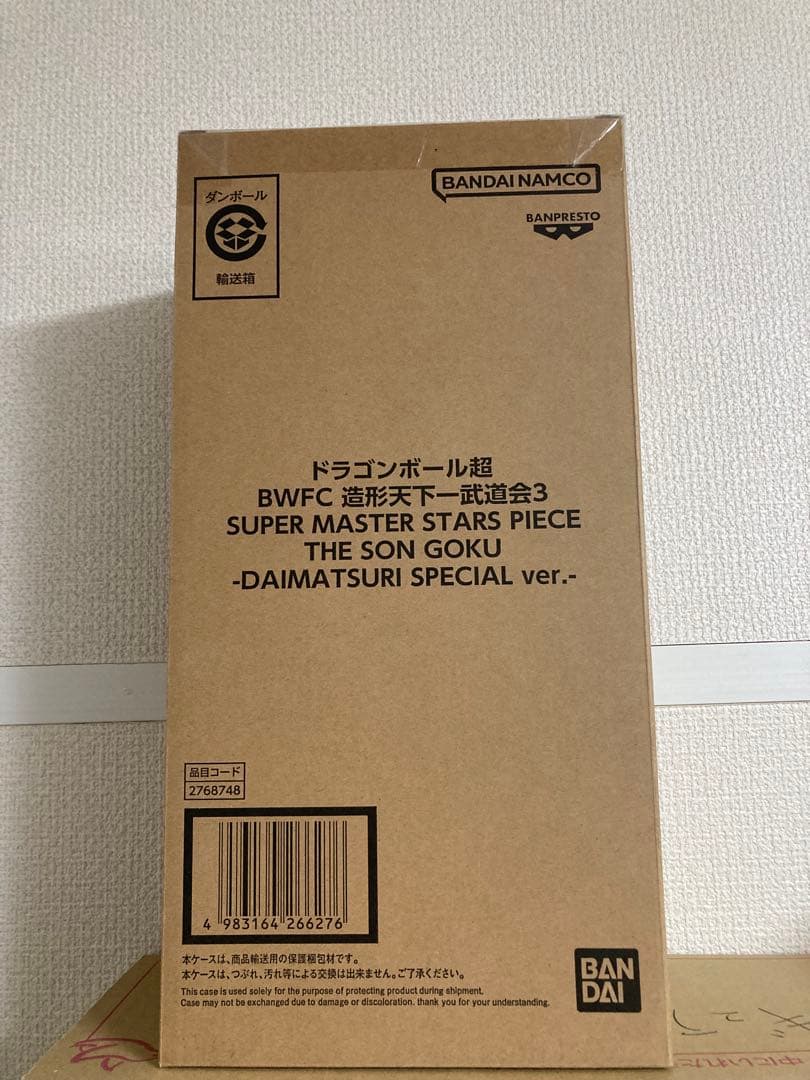 ダンボール
輸送箱
BANDAI NAMCO
BANPRESTO
ドラゴンボール超
BWFC 造形天下一武道会3
SUPER MASTER STARS PIECE
THE SON GOKU
-DAIMATSURI SPECIAL ver.-
品目コード
2768748
4 983164 266276
本ケースは、商品輸送用の保護梱包材です。
本ケースは、つぶれ、汚れ等による交換は出来ません。ご了承ください。
This case is used solely for the purpose of protecting product during shipment.
Case may not be exchanged due to damage or discoloration. thank you for your understanding.
BAN
DAI
中にいれた